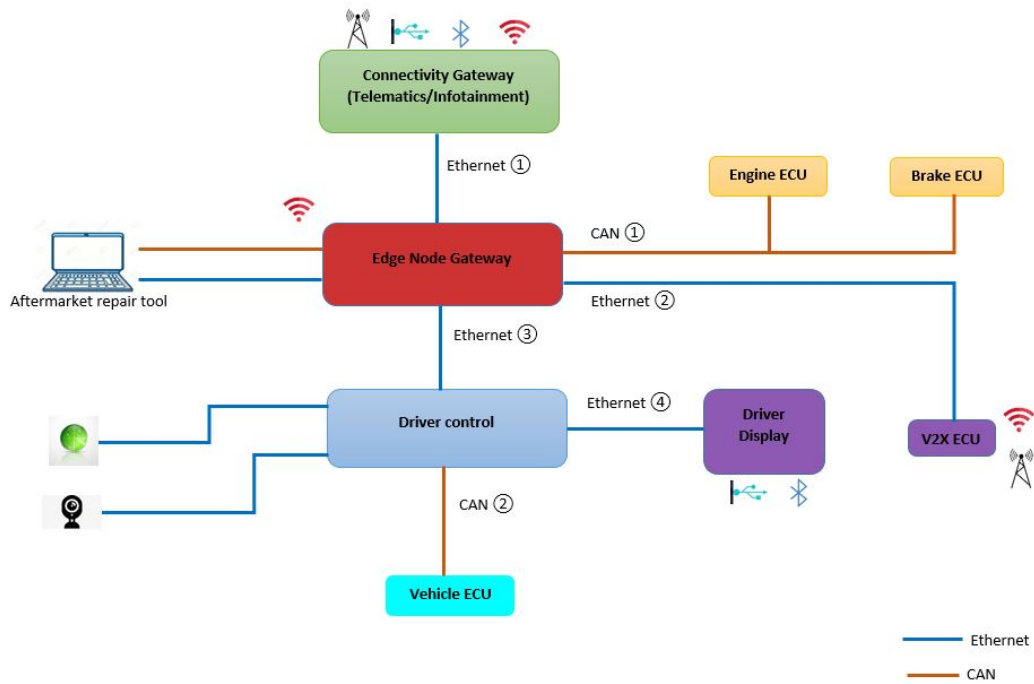 Connectivity Gateway
(Telematics/Infotainment)
Ethernet ①
Engine ECU
Brake ECU
CAN ①
Edge Node Gateway
Ethernet ②
Aftermarket repair tool
Ethernet ③
Driver control
Ethernet ④
Driver
Display
V2X ECU
CAN ②
Vehicle ECU
Ethernet
CAN